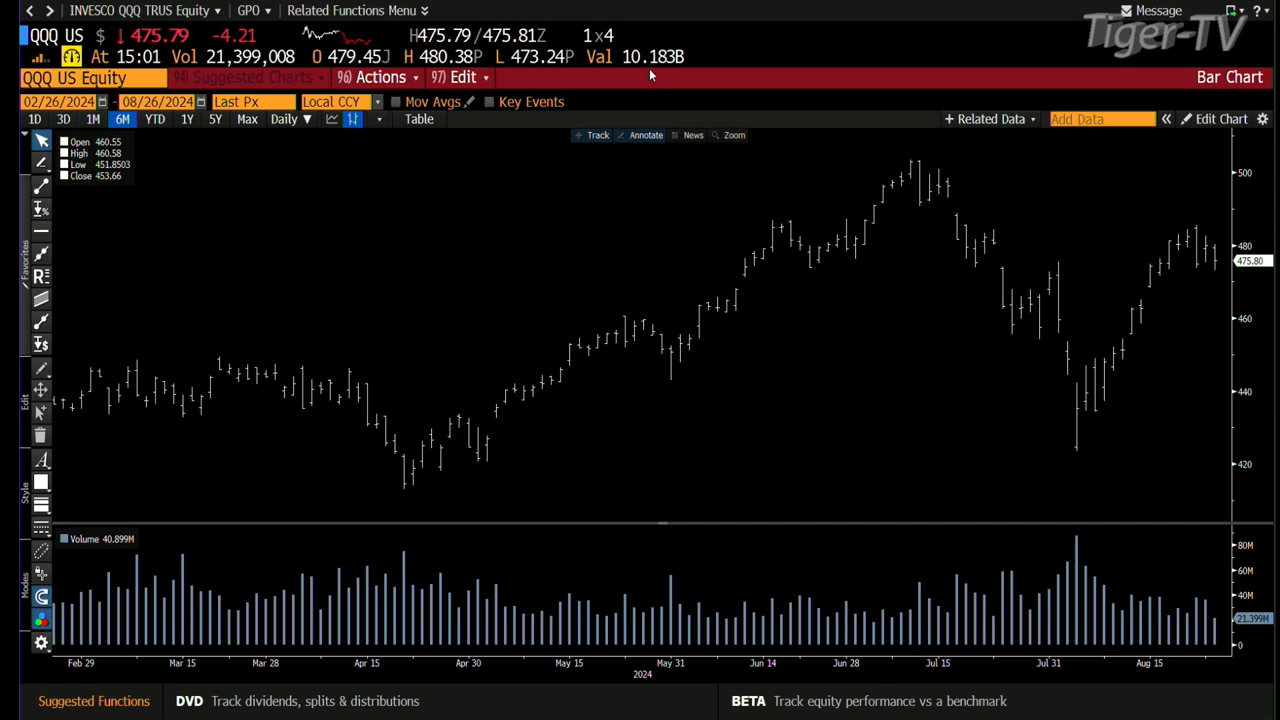 INVESCO QQQ TRUS Equity GPO Related Functions Menu Message ?
QQQ US $ 475.79 -4.21 H475.79/475.81Z 1x4
At 15:01 Vol 21,399,008 O 479.45J H 480.38P L 473.24P Val 10.183B
Tiger-TV
QQQ US Equity 94) Suggested Charts 96) Actions 97) Edit Bar Chart
02/26/2024 - 08/26/2024 Last Px Local CCY Mov Avgs Key Events
1D 3D 1M 6M YTD 1Y 5Y Max Daily ▼ Table + Related Data Add Data « Edit Chart
Track Annotate News Zoom
Open 460.55
High 460.58
Low 451.8503
Close 453.66
Favorites
Edit
Style
Modes
500
480
475.80
460
440
420
Volume 40.899M
80M
60M
40M
21.399M
0
Feb 29 Mar 15 Mar 28 Apr 15 Apr 30 May 15 May 31 Jun 14 Jun 28 Jul 15 Jul 31 Aug 15
2024
Suggested Functions DVD Track dividends, splits & distributions BETA Track equity performance vs a benchmark